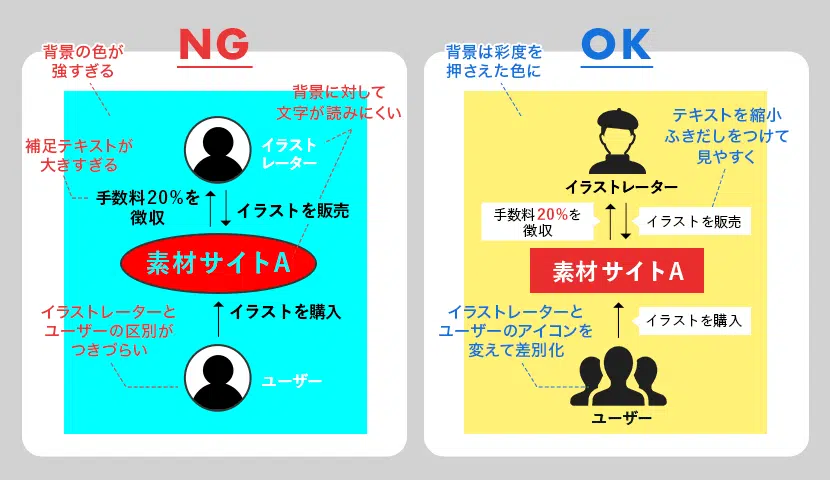 NG
背景の色が
強すぎる
背景に対して
文字が読みにくい
補足テキストが
大きすぎる
イラスト
レーター
手数料20%を
徴収
イラストを販売
素材サイトA
イラストレーターと
ユーザーの区別が
つきづらい
イラストを購入
ユーザー
OK
背景は彩度を
押さえた色に
テキストを縮小
ふきだしをつけて
見やすく
イラストレーター
手数料20%を
徴収
イラストを販売
素材サイトA
イラストレーターと
ユーザーのアイコンを
変えて差別化
イラストを購入
ユーザー